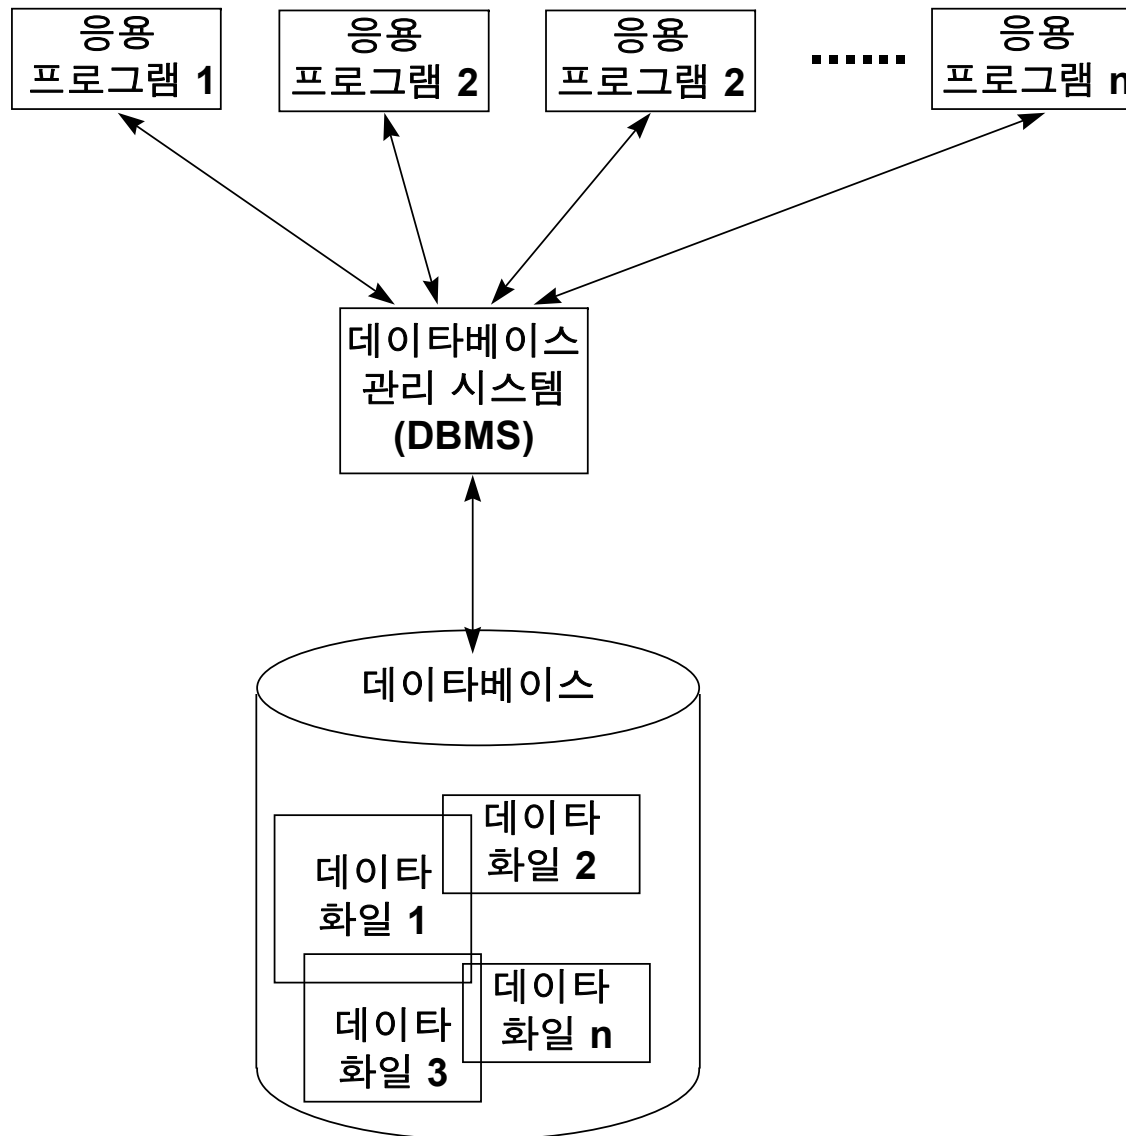 응용
프로그램 1
응용
프로그램 2
응용
프로그램 2
......
응용
프로그램 n
데이타베이스
관리 시스템
(DBMS)
데이타베이스
데이타
화일 2
데이타
화일 1
데이타
화일 n
데이타
화일 3